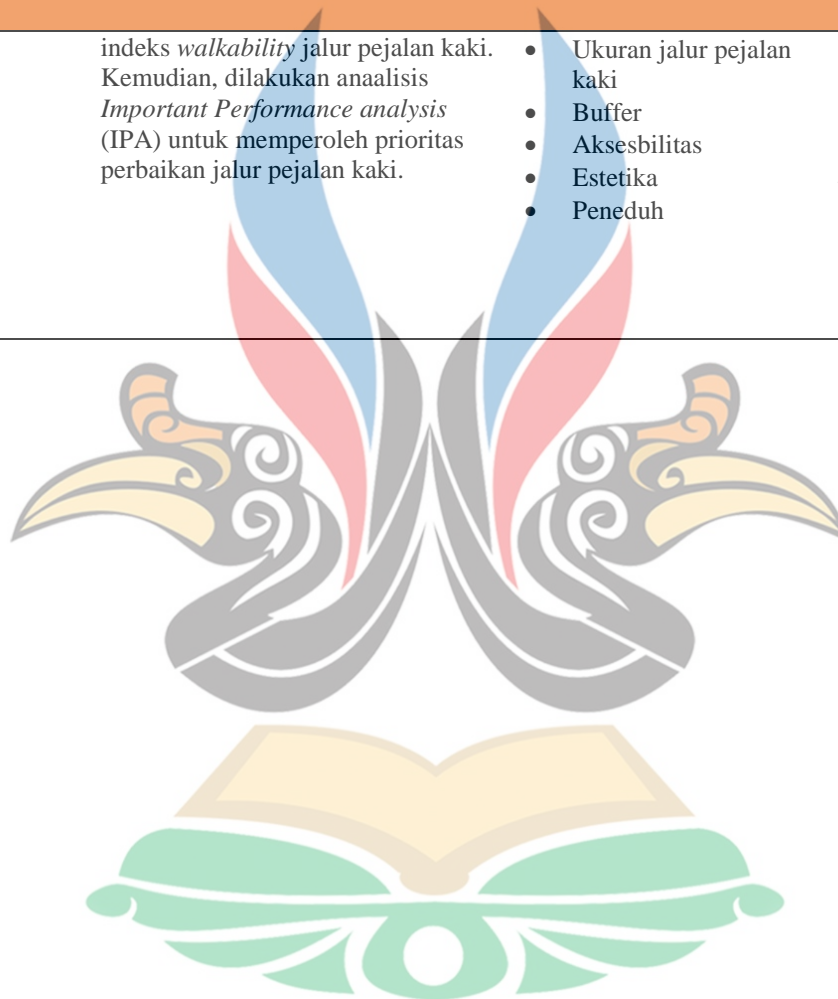 indeks walkability jalur pejalan kaki.
Kemudian, dilakukan anaalisis
Important Performance analysis
(IPA) untuk memperoleh prioritas
perbaikan jalur pejalan kaki.
• Ukuran jalur pejalan
kaki
• Buffer
• Aksesbilitas
• Estetika
• Peneduh